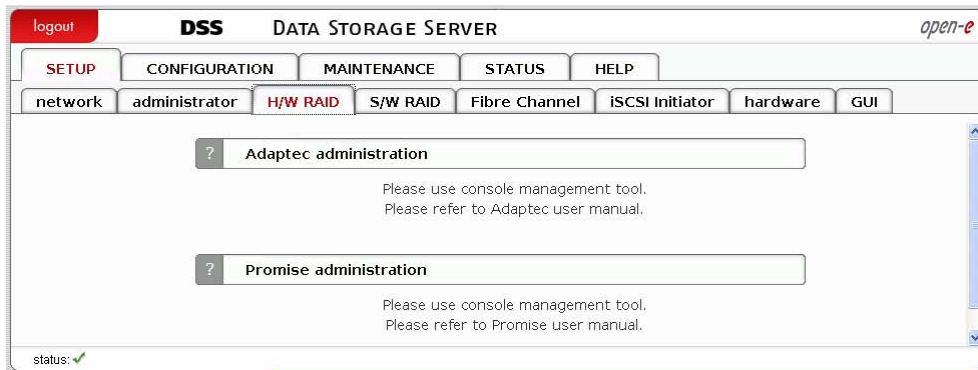 logout DSS DATA STORAGE SERVER open-e
SETUP CONFIGURATION MAINTENANCE STATUS HELP
network administrator H/W RAID S/W RAID Fibre Channel iSCSI Initiator hardware GUI
? Adaptec administration
Please use console management tool.
Please refer to Adaptec user manual.
? Promise administration
Please use console management tool.
Please refer to Promise user manual.
status: